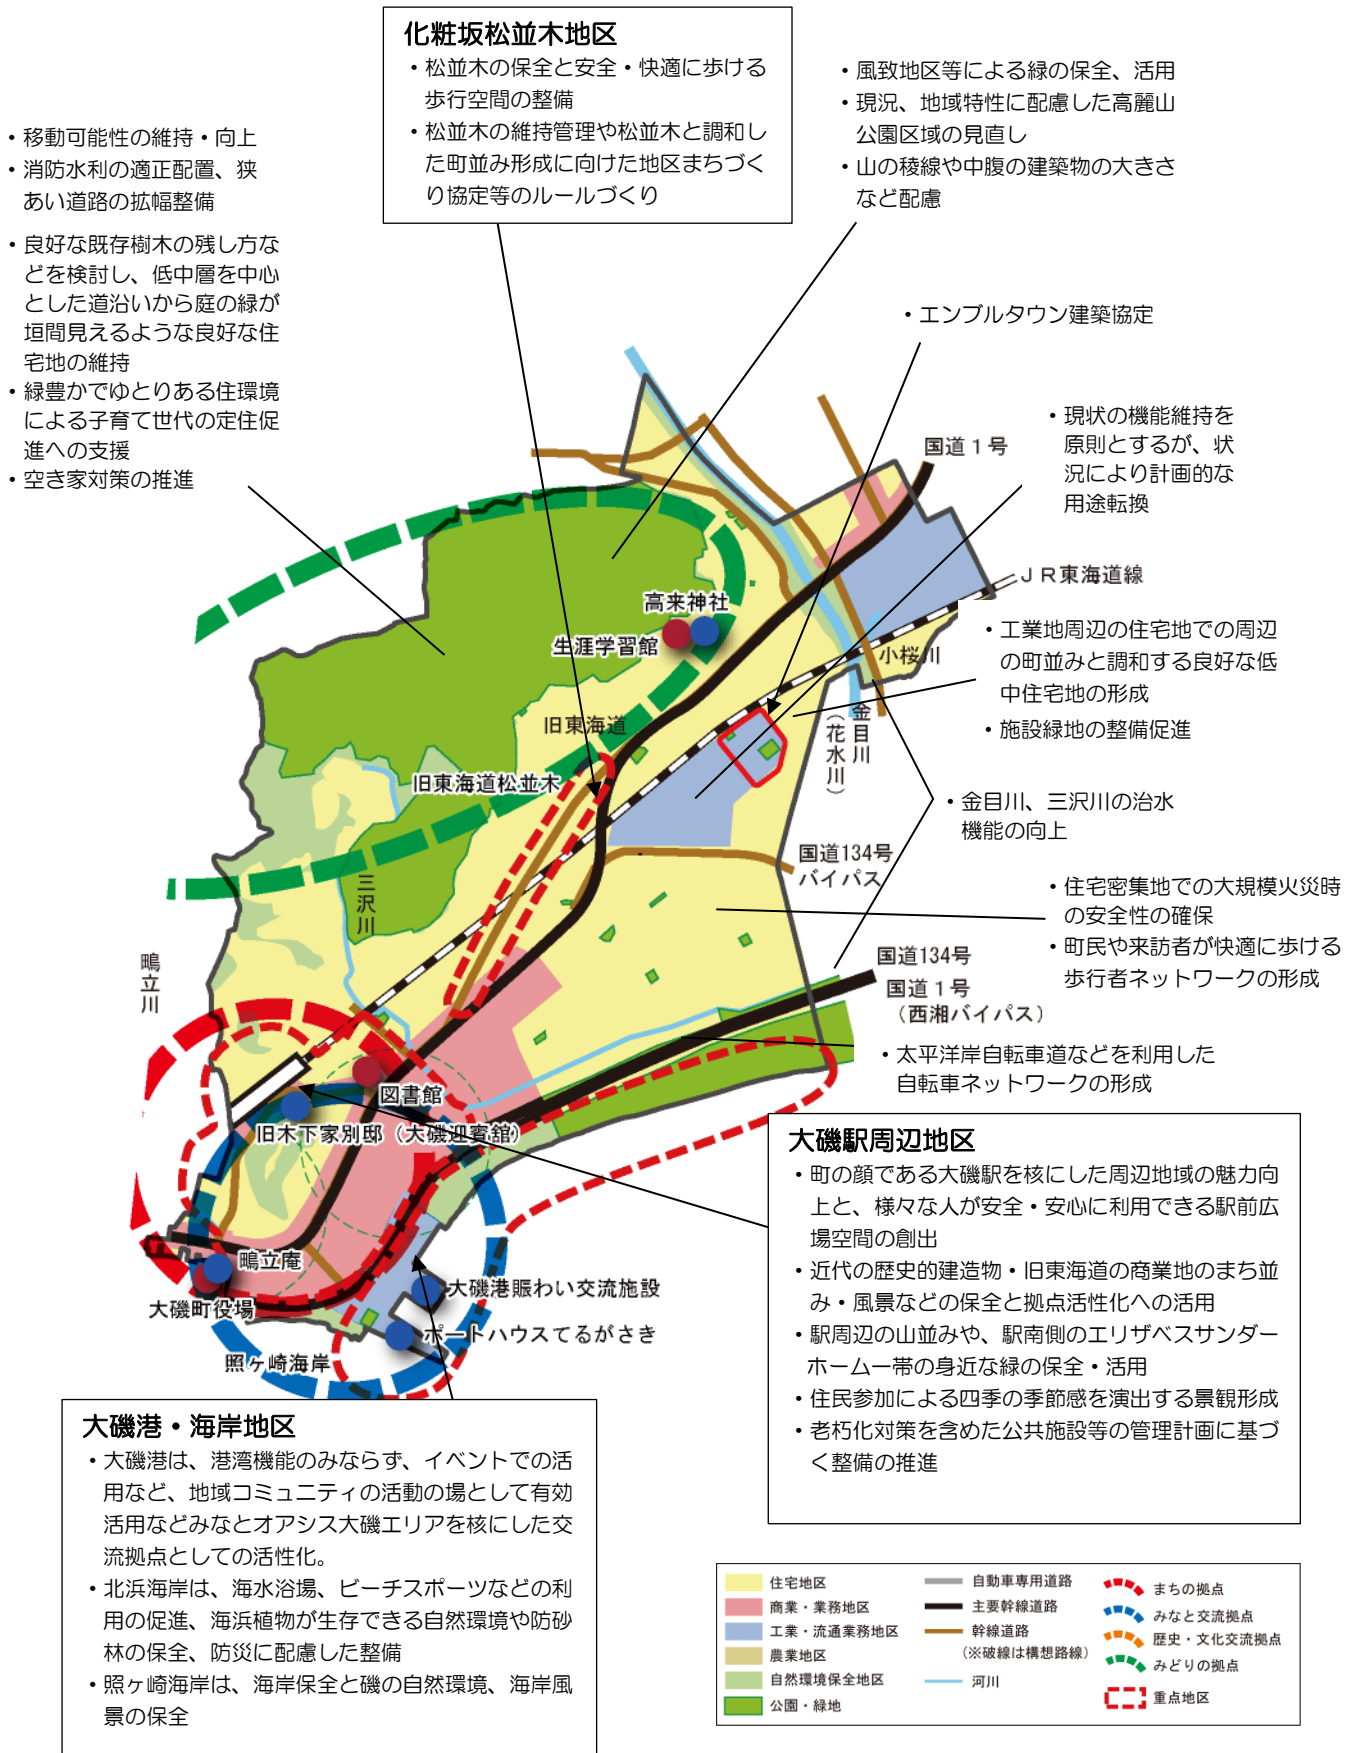 化粧坂松並木地区
・松並木の保全と安全・快適に歩ける
歩行空間の整備
・松並木の維持管理や松並木と調和し
た町並み形成に向けた地区まちづく
り協定等のルールづくり
・風致地区等による緑の保全、活用
・現況、地域特性に配慮した高麗山
公園区域の見直し
・山の稜線や中腹の建築物の大きさ
など配慮
・移動可能性の維持・向上
・消防水利の適正配置、狭
あい道路の拡幅整備
・良好な既存樹木の残し方な
どを検討し、低中層を中心
とした道沿いから庭の緑が
垣間見えるような良好な住
宅地の維持
・緑豊かでゆとりある住環境
による子育て世代の定住促
進への支援
・空き家対策の推進
・エンブルタウン建築協定
・現状の機能維持を
原則とするが、状
況により計画的な
用途転換
国道１号
ＪＲ東海道線
高来神社
生涯学習館
・工業地周辺の住宅地での周辺
の町並みと調和する良好な低
中住宅地の形成
・施設緑地の整備促進
小桜川
金目川
（花水川）
旧東海道
旧東海道松並木
・金目川、三沢川の治水
機能の向上
国道134号
バイパス
三沢川
・住宅密集地での大規模火災時
の安全性の確保
・町民や来訪者が快適に歩ける
歩行者ネットワークの形成
鴫立川
国道134号
国道１号
（西湘バイパス）
・太平洋岸自転車道などを利用した
自転車ネットワークの形成
図書館
旧木下家別邸（大磯迎賓舘）
鴫立庵
大磯町役場
大磯港賑わい交流施設
ポートハウスてるがさき
照ヶ崎海岸
大磯駅周辺地区
・町の顔である大磯駅を核にした周辺地域の魅力向
上と、様々な人が安全・安心に利用できる駅前広
場空間の創出
・近代の歴史的建造物・旧東海道の商業地のまち並
み・風景などの保全と拠点活性化への活用
・駅周辺の山並みや、駅南側のエリザベスサンダー
ホーム一帯の身近な緑の保全・活用
・住民参加による四季の季節感を演出する景観形成
・老朽化対策を含めた公共施設等の管理計画に基づ
く整備の推進
大磯港・海岸地区
・大磯港は、港湾機能のみならず、イベントでの活
用など、地域コミュニティの活動の場として有効
活用などみなとオアシス大磯エリアを核にした交
流拠点としての活性化。
・北浜海岸は、海水浴場、ビーチスポーツなどの利
用の促進、海浜植物が生存できる自然環境や防砂
林の保全、防災に配慮した整備
・照ヶ崎海岸は、海岸保全と磯の自然環境、海岸風
景の保全
住宅地区
商業・業務地区
工業・流通業務地区
農業地区
自然環境保全地区
公園・緑地
自動車専用道路
主要幹線道路
幹線道路
（※破線は構想路線）
河川
まちの拠点
みなと交流拠点
歴史・文化交流拠点
みどりの拠点
重点地区